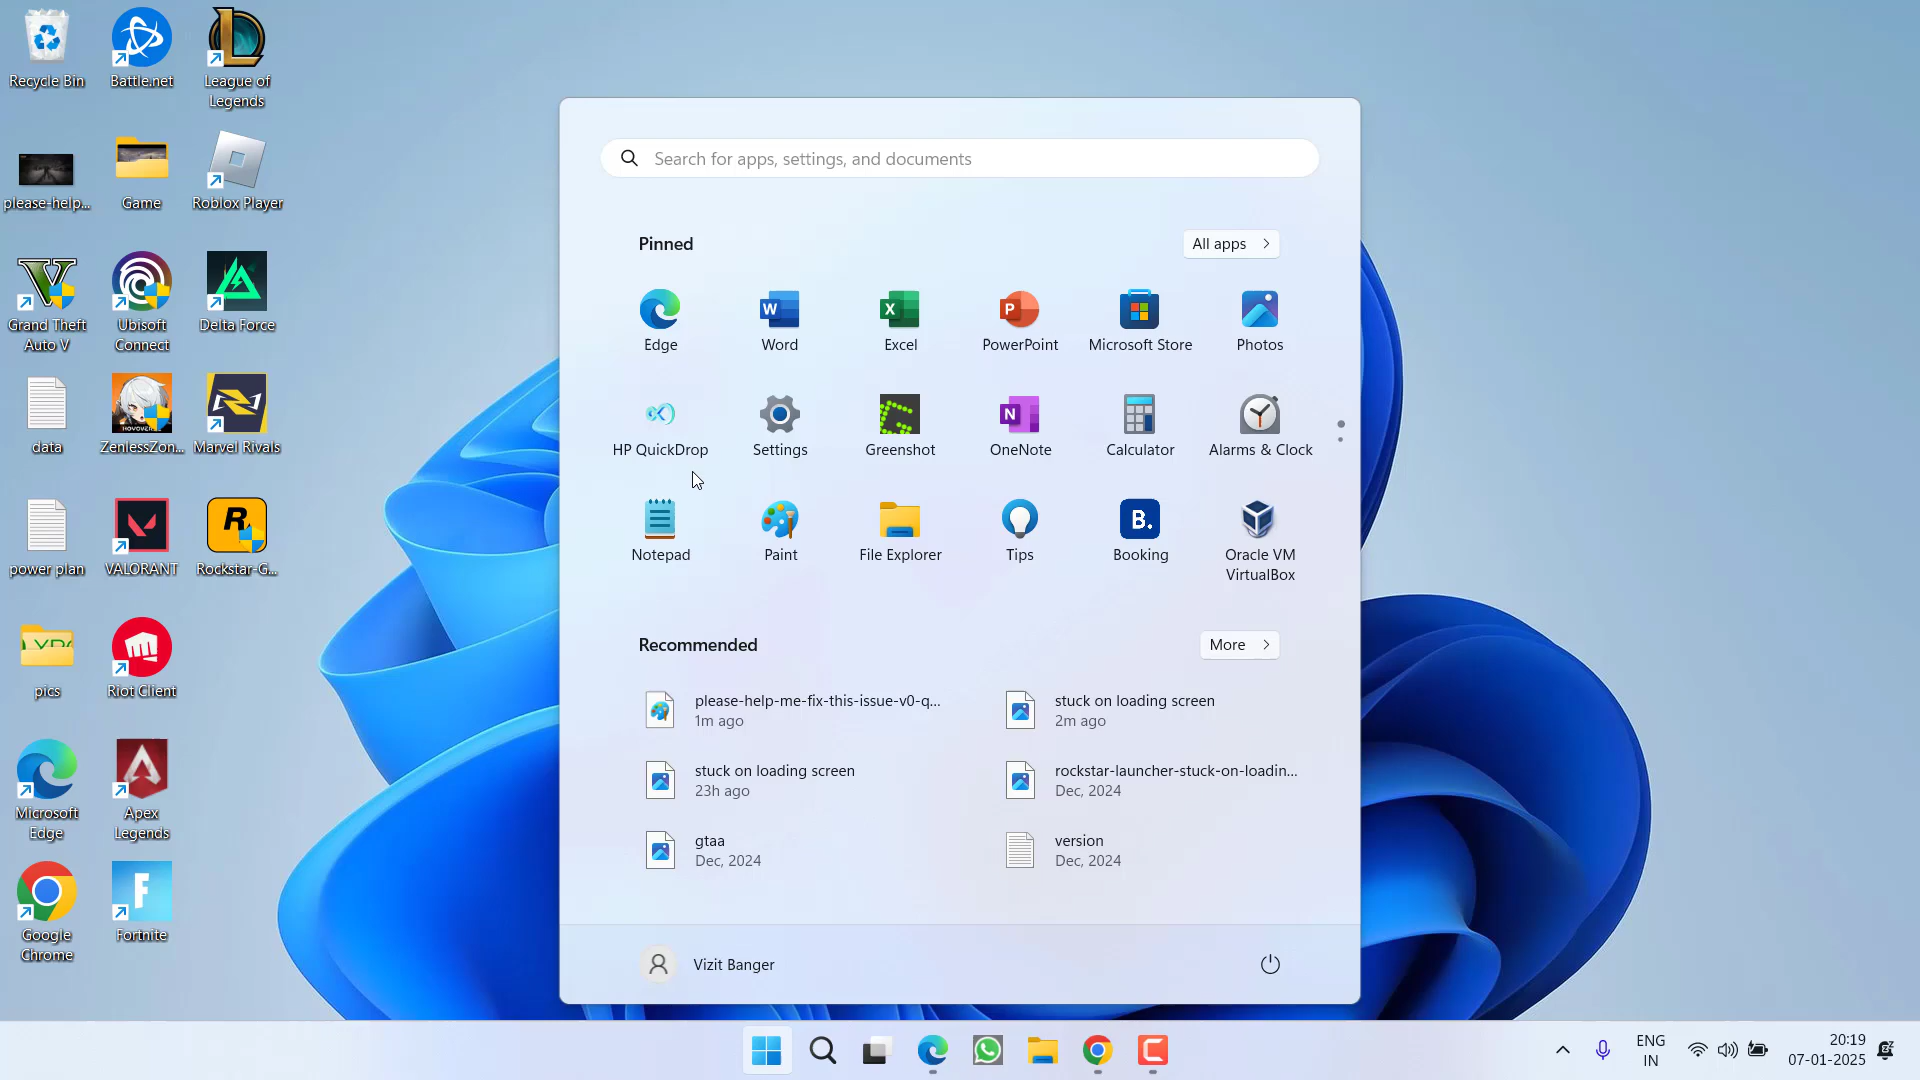 Recycle Bin
Battle.net
League of
Legends
please-help...
Game
Roblox Player
Grand Theft
Auto V
Ubisoft
Connect
Delta Force
data
ZenlessZon...
Marvel Rivals
power plan
VALORANT
Rockstar-G...
pics
Riot Client
Microsoft
Edge
Apex
Legends
Google
Chrome
Fortnite
Search for apps, settings, and documents
Pinned
All apps
Edge
Word
Excel
PowerPoint
Microsoft Store
Photos
HP QuickDrop
Settings
Greenshot
OneNote
Calculator
Alarms & Clock
Notepad
Paint
File Explorer
Tips
Booking
Oracle VM
VirtualBox
Recommended
More
please-help-me-fix-this-issue-v0-q...
1m ago
stuck on loading screen
2m ago
stuck on loading screen
23h ago
rockstar-launcher-stuck-on-loadin...
Dec, 2024
gtaa
Dec, 2024
version
Dec, 2024
Vizit Banger
ENG
IN
20:19
07-01-2025